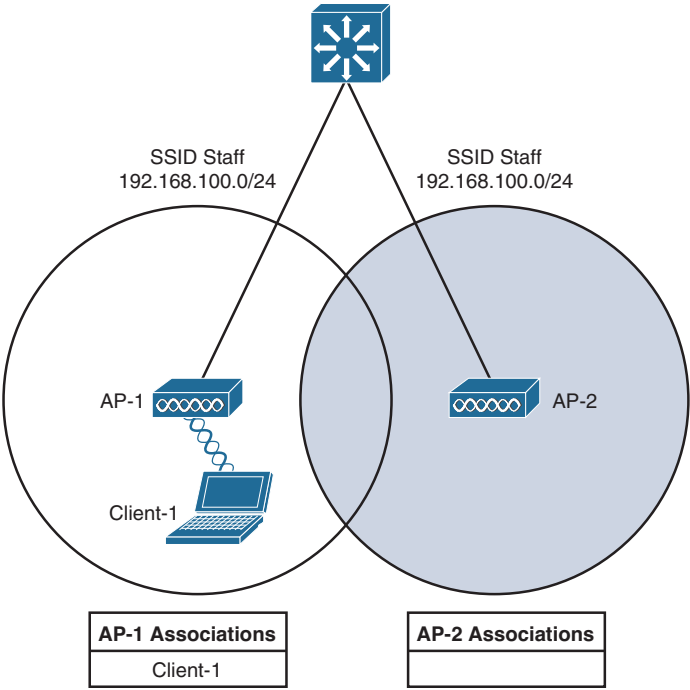 SSID Staff
192.168.100.0/24
SSID Staff
192.168.100.0/24
AP-1
AP-2
Client-1
AP-1 Associations
Client-1
AP-2 Associations